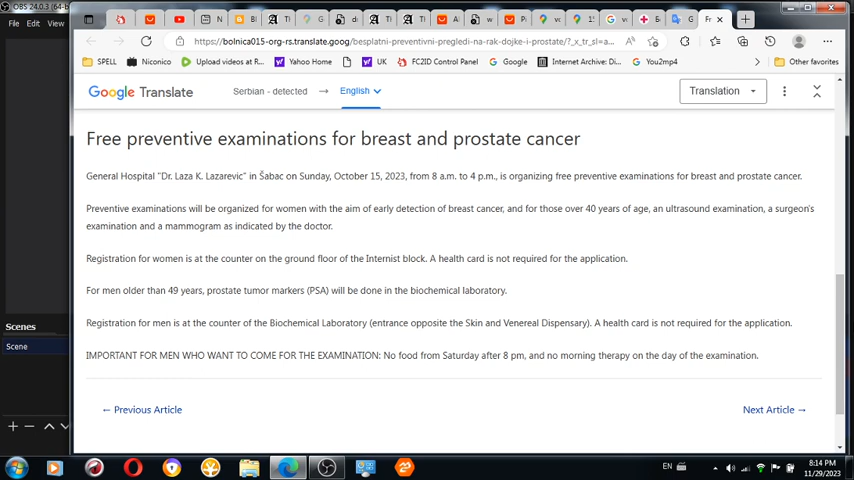 OBS 24.0.3 (64-b
File Edit View
https://bolnica015-org-rs.translate.goog/besplatni-preventivni-pregledi-na-rak-dojke-i-prostate/?_x_tr_sl=a...
SPELL Niconico Upload videos at R... Yahoo Home UK FC2ID Control Panel Google Internet Archive: Di... You2mp4 Other favorites
Google Translate Serbian - detected → English Translation
Free preventive examinations for breast and prostate cancer
General Hospital "Dr. Laza K. Lazarevic" in Šabac on Sunday, October 15, 2023, from 8 a.m. to 4 p.m., is organizing free preventive examinations for breast and prostate cancer.
Preventive examinations will be organized for women with the aim of early detection of breast cancer, and for those over 40 years of age, an ultrasound examination, a surgeon's
examination and a mammogram as indicated by the doctor.
Registration for women is at the counter on the ground floor of the Internist block. A health card is not required for the application.
For men older than 49 years, prostate tumor markers (PSA) will be done in the biochemical laboratory.
Registration for men is at the counter of the Biochemical Laboratory (entrance opposite the Skin and Venereal Dispensary). A health card is not required for the application.
IMPORTANT FOR MEN WHO WANT TO COME FOR THE EXAMINATION: No food from Saturday after 8 pm, and no morning therapy on the day of the examination.
← Previous Article Next Article →
Scenes
Scene
EN
8:14 PM
11/29/2023